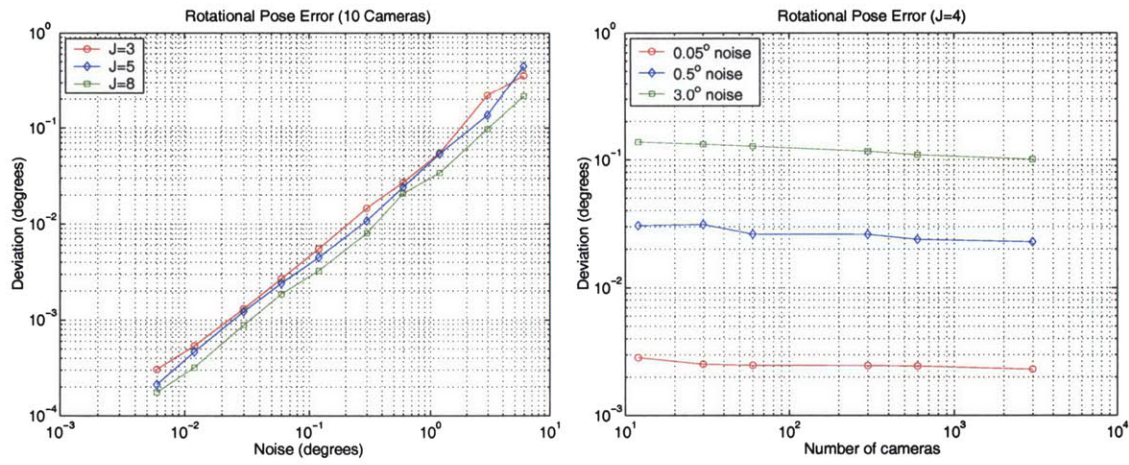 Rotational Pose Error (10 Cameras)
10^0
10^-1
10^-2
10^-3
10^-4
Deviation (degrees)
J=3
J=5
J=8
10^-3
10^-2
10^-1
10^0
10^1
Noise (degrees)
Rotational Pose Error (J=4)
10^0
10^-1
10^-2
10^-3
Deviation (degrees)
0.05° noise
0.5° noise
3.0° noise
10^1
10^2
10^3
10^4
Number of cameras